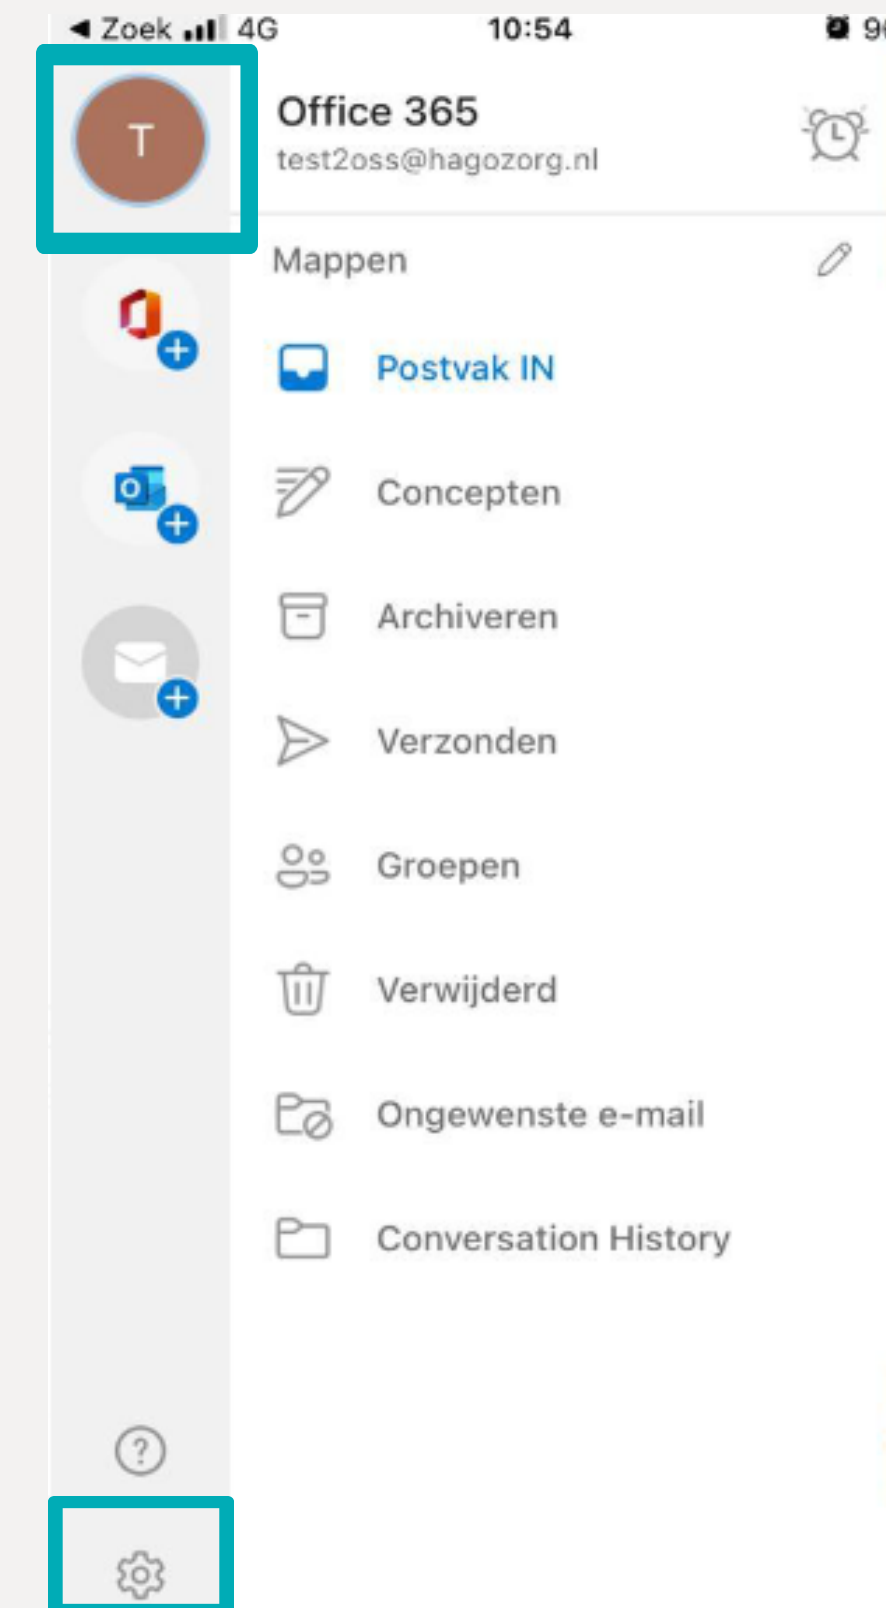 Zoek 4G 10:54
T
Office 365
test2oss@hagozorg.nl
Mappen
Postvak IN
Concepten
Archiveren
Verzonden
Groepen
Verwijderd
Ongewenste e-mail
Conversation History